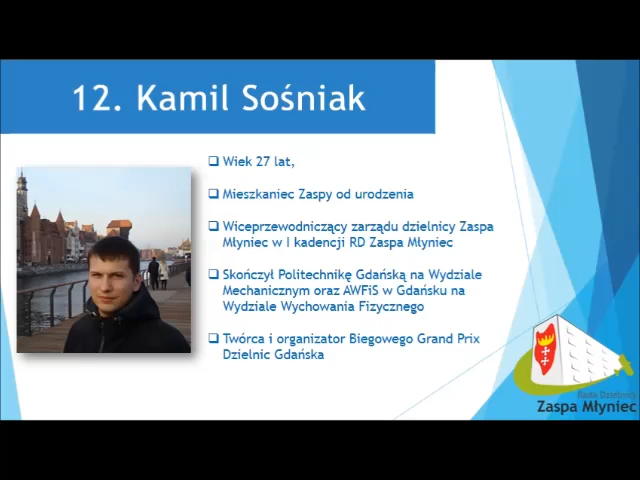 12. Kamil Sośniak
Wiek 27 lat,
Mieszkaniec Zaspy od urodzenia
Wiceprzewodniczący zarządu dzielnicy Zaspa
Młyniec w I kadencji RD Zaspa Młyniec
Skończył Politechnikę Gdańską na Wydziale
Mechanicznym oraz AWFiS w Gdańsku na
Wydziale Wychowania Fizycznego
Twórca i organizator Biegowego Grand Prix
Dzielnic Gdańska
Rada Dzielnicy
Zaspa Młyniec